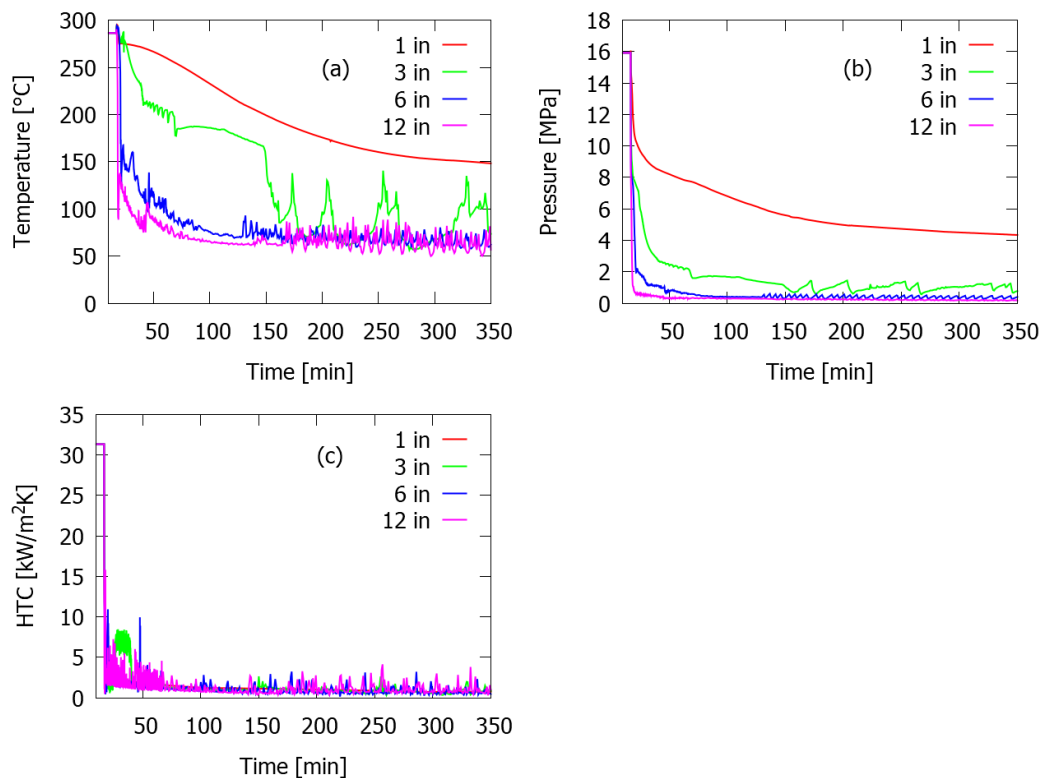 300
250
200
150
100
50
0
Temperature [°C]
(a)
1 in
3 in
6 in
12 in
50 100 150 200 250 300 350
Time [min]
18
16
14
12
10
8
6
4
2
0
Pressure [MPa]
(b)
1 in
3 in
6 in
12 in
50 100 150 200 250 300 350
Time [min]
35
30
25
20
15
10
5
0
HTC [kW/m²K]
(c)
1 in
3 in
6 in
12 in
50 100 150 200 250 300 350
Time [min]